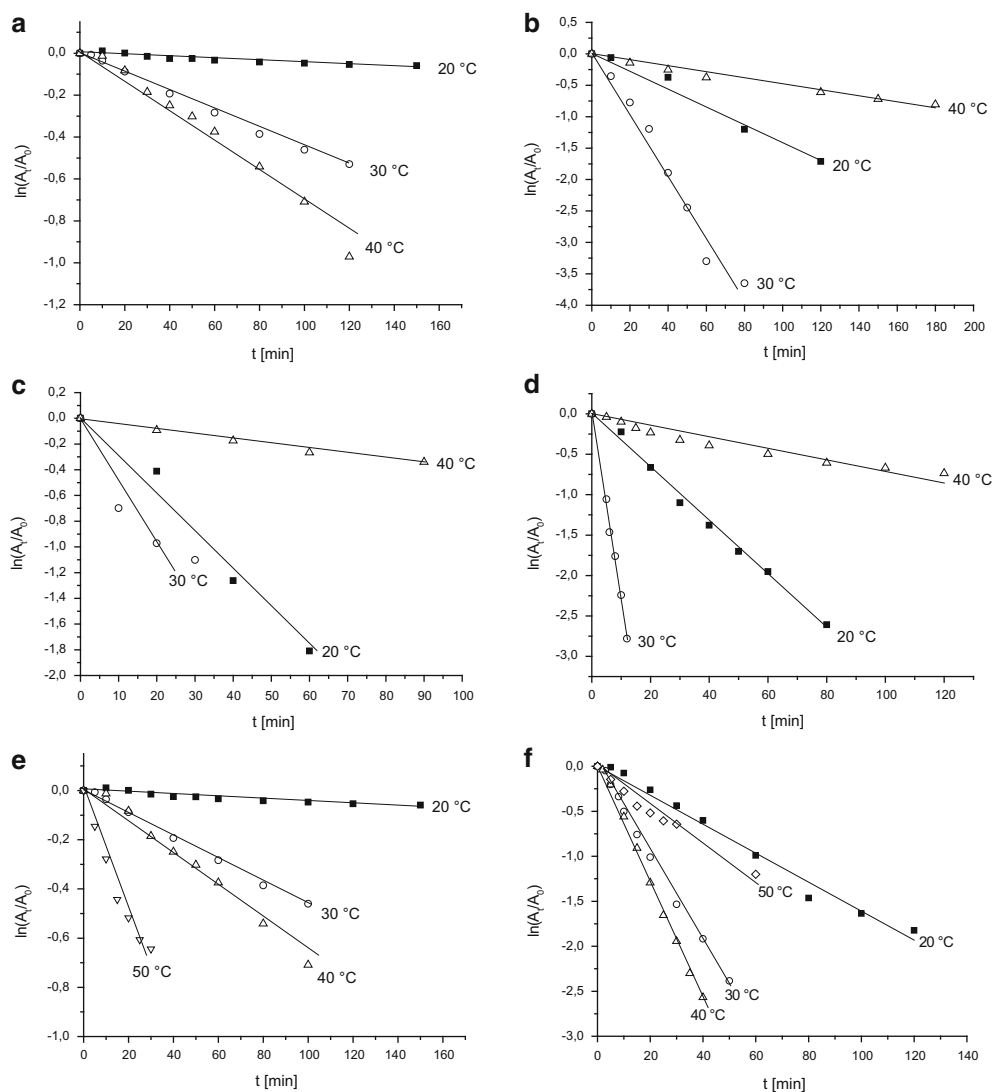 a
0,0
-0,2
-0,4
-0,6
-0,8
-1,0
-1,2
ln(At/A0)
20 °C
30 °C
40 °C
0 20 40 60 80 100 120 140 160
t [min]
b
0,5
0,0
-0,5
-1,0
-1,5
-2,0
-2,5
-3,0
-3,5
-4,0
ln(At/A0)
40 °C
20 °C
30 °C
0 20 40 60 80 100 120 140 160 180 200
t [min]
c
0,2
0,0
-0,2
-0,4
-0,6
-0,8
-1,0
-1,2
-1,4
-1,6
-1,8
-2,0
ln(At/A0)
40 °C
30 °C
20 °C
0 10 20 30 40 50 60 70 80 90 100
t [min]
d
0,0
-0,5
-1,0
-1,5
-2,0
-2,5
-3,0
ln(At/A0)
40 °C
20 °C
30 °C
0 20 40 60 80 100 120
t [min]
e
0,0
-0,2
-0,4
-0,6
-0,8
-1,0
ln(At/A0)
20 °C
30 °C
40 °C
50 °C
0 20 40 60 80 100 120 140 160
t [min]
f
0,0
-0,5
-1,0
-1,5
-2,0
-2,5
-3,0
ln(At/A0)
50 °C
20 °C
30 °C
40 °C
0 20 40 60 80 100 120 140
t [min]